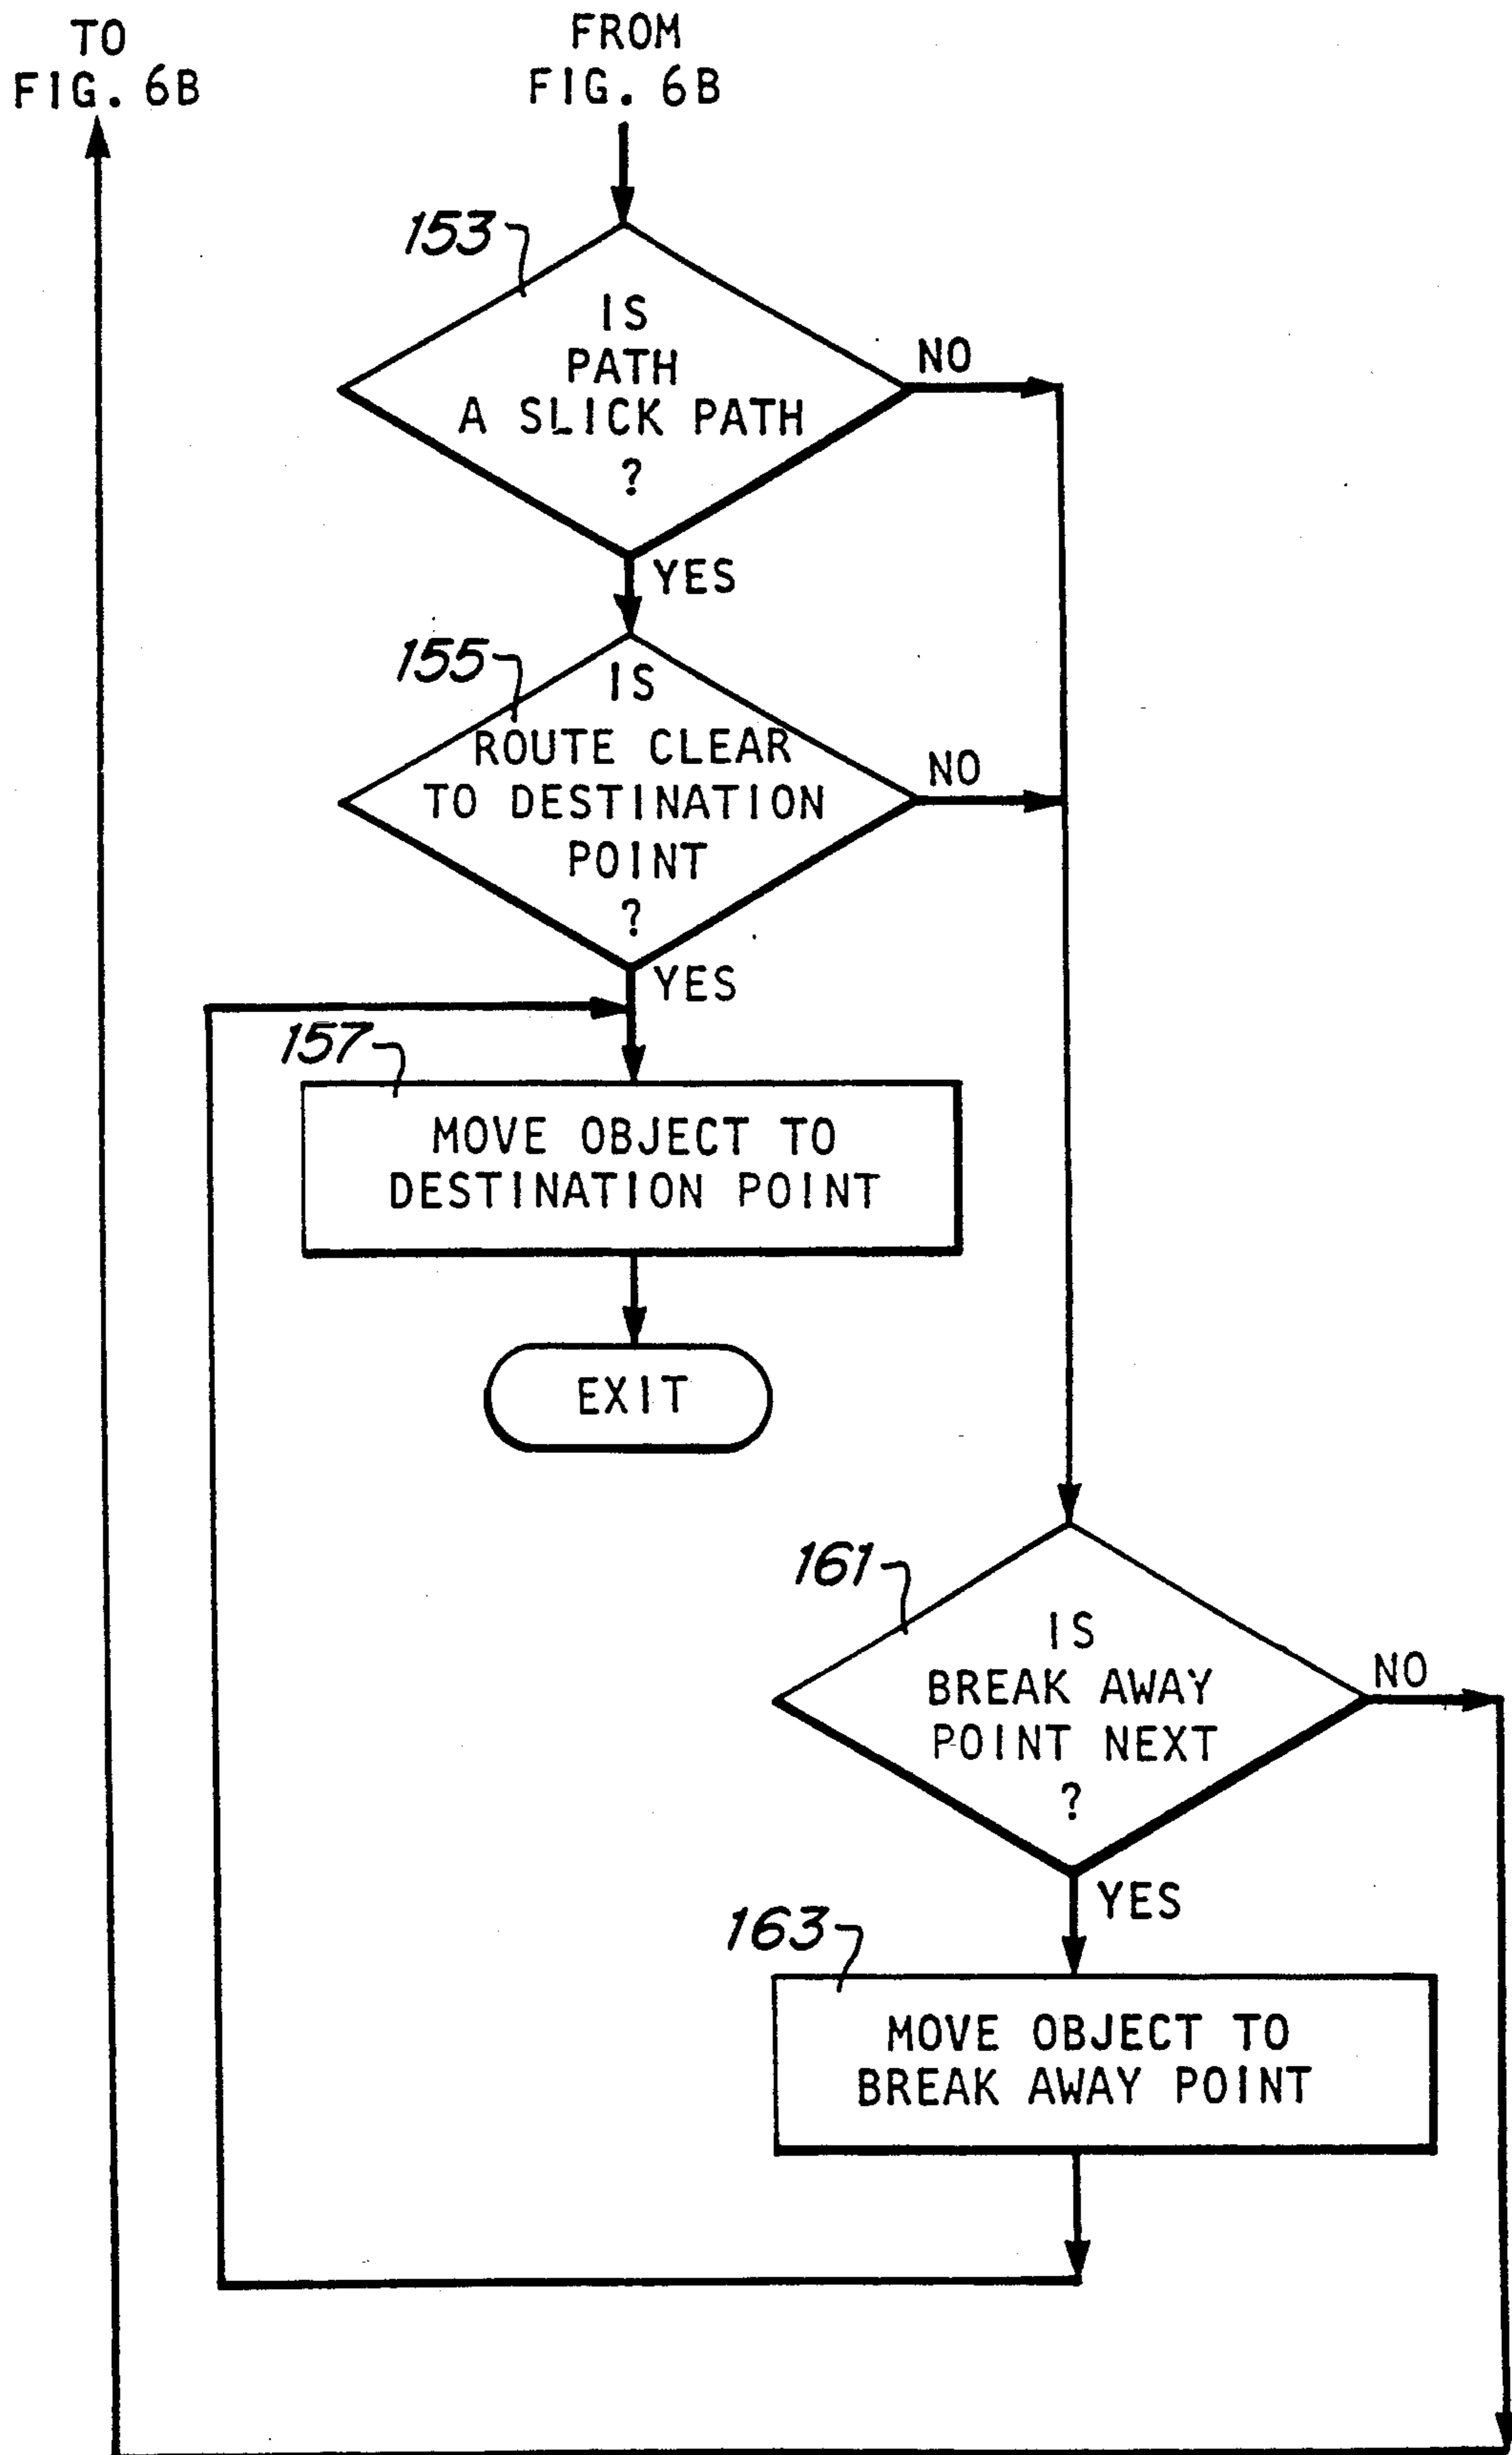 TO
FIG. 6B
FROM
FIG. 6B
153
IS
PATH
A SLICK PATH
?
NO
YES
155
IS
ROUTE CLEAR
TO DESTINATION
POINT
?
NO
YES
157
MOVE OBJECT TO
DESTINATION POINT
EXIT
161
IS
BREAK AWAY
POINT NEXT
?
NO
YES
163
MOVE OBJECT TO
BREAK AWAY POINT